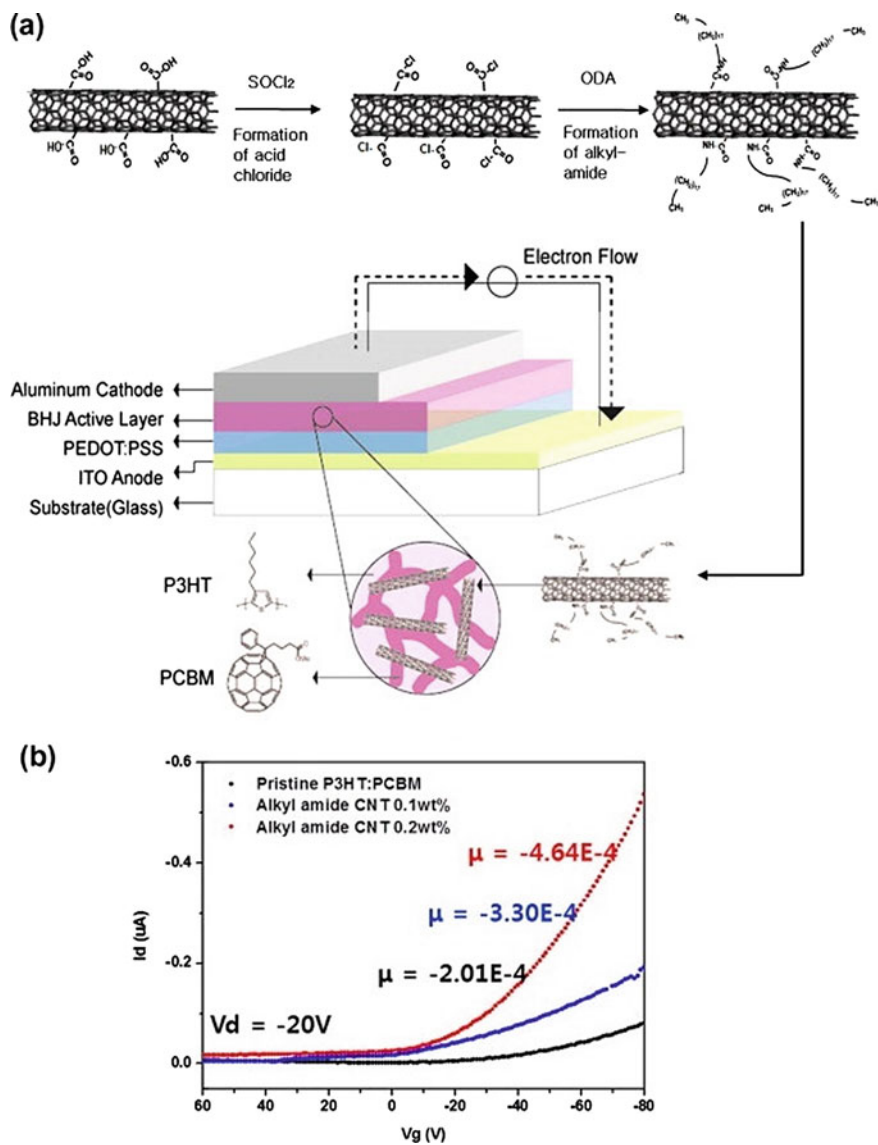 (a)
SOCl₂
Formation
of acid
chloride
ODA
Formation
of alkyl-
amide
Electron Flow
Aluminum Cathode
BHJ Active Layer
PEDOT:PSS
ITO Anode
Substrate(Glass)
P3HT
PCBM
(b)
-0.6
-0.4
-0.2
0.0
Id (uA)
Pristine P3HT:PCBM
Alkyl amide CNT 0.1wt%
Alkyl amide CNT 0.2wt%
μ = -4.64E-4
μ = -3.30E-4
μ = -2.01E-4
Vd = -20V
60 40 20 0 -20 -40 -60 -80
Vg (V)